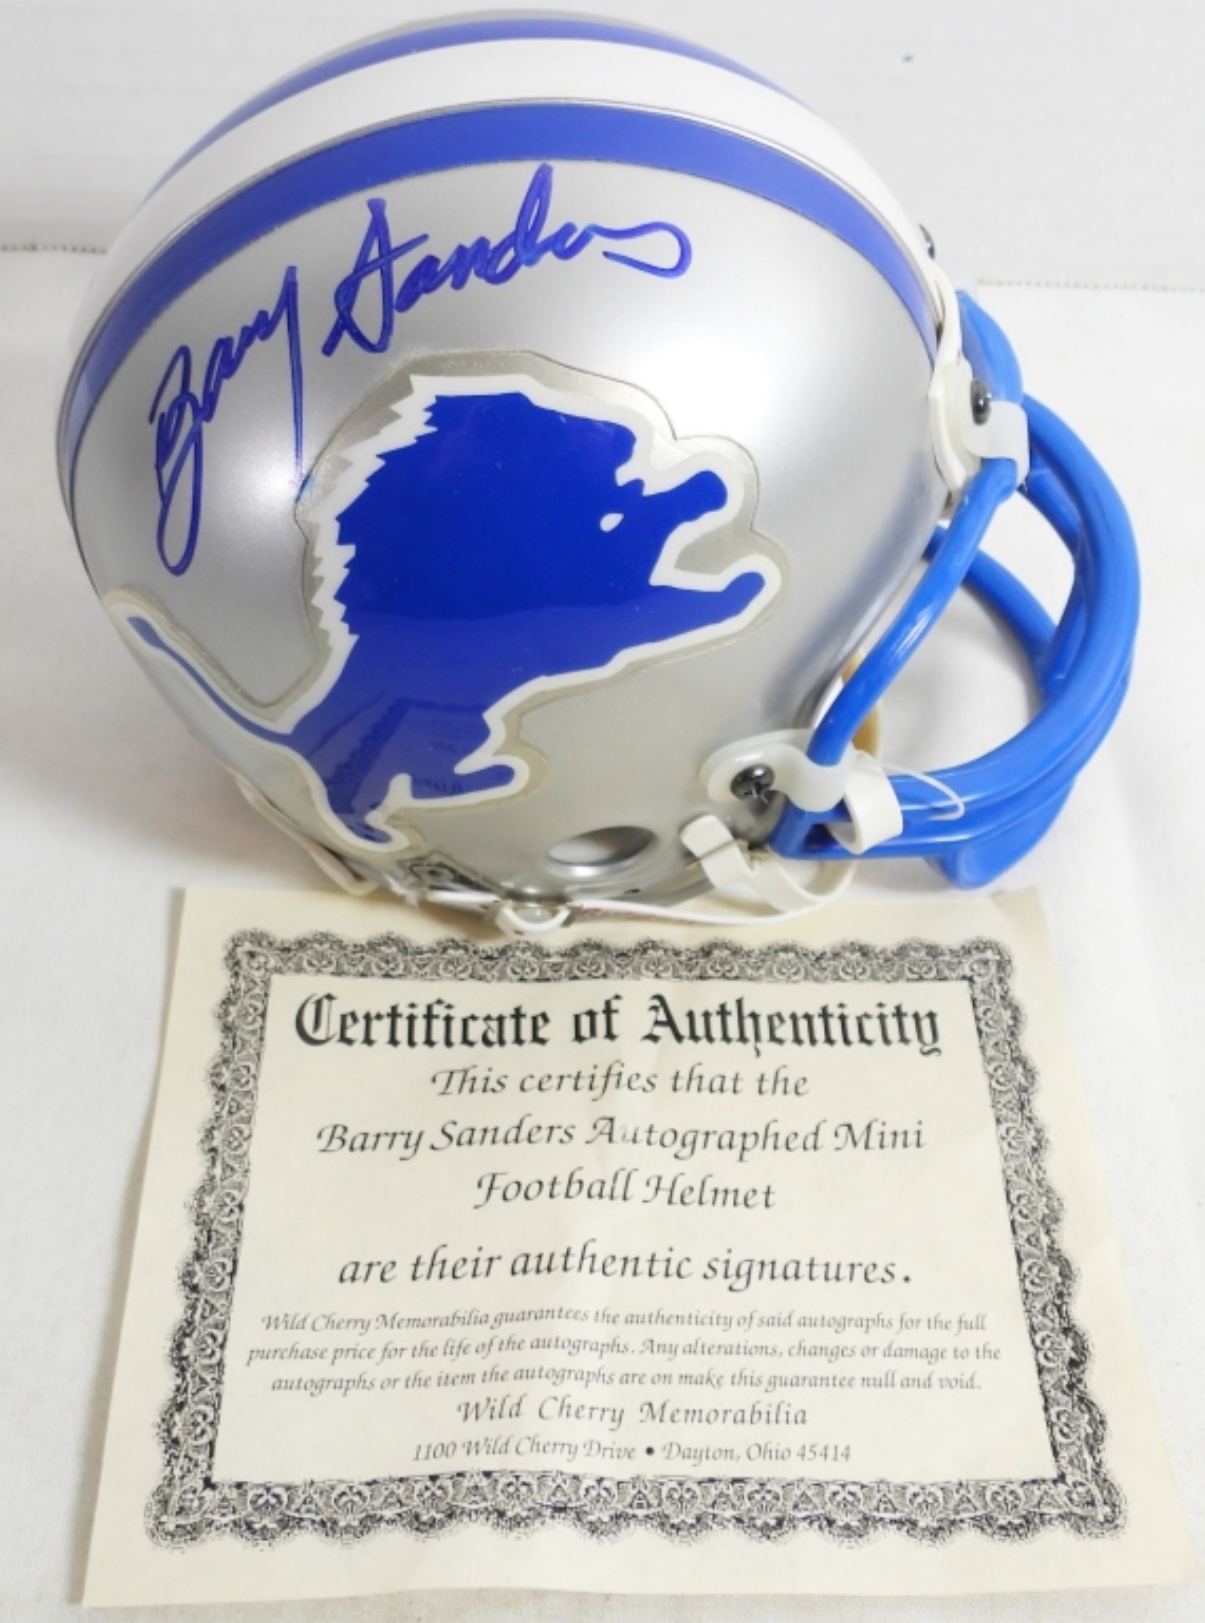 Barry Sanders
Certificate of Authenticity
This certifies that the
Barry Sanders Autographed Mini
Football Helmet
are their authentic signatures.
Wild Cherry Memorabilia guarantees the authenticity of said autographs for the full
purchase price for the life of the autographs. Any alterations, changes or damage to the
autographs or the item the autographs are on make this guarantee null and void.
Wild Cherry Memorabilia
1100 Wild Cherry Drive • Dayton, Ohio 45414